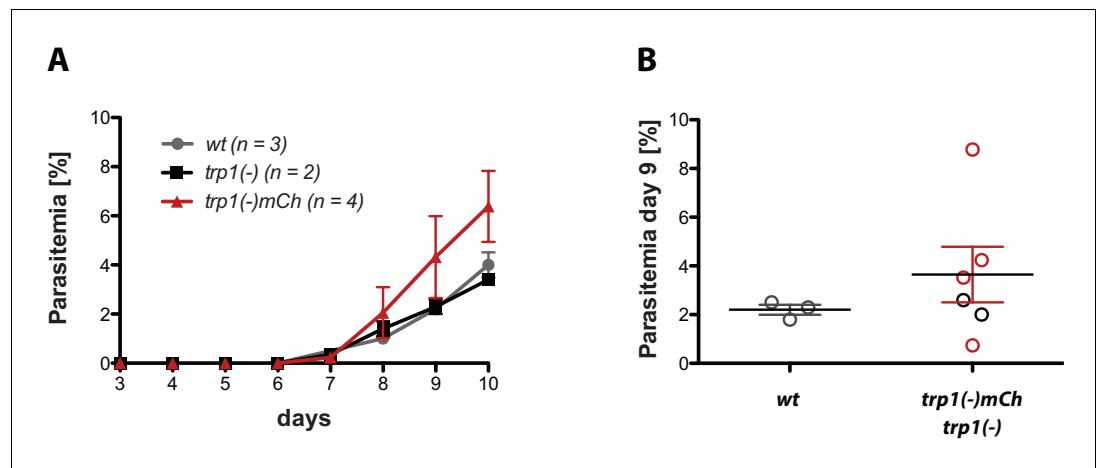 A
Parasitemia [%]
10
8
6
4
2
0
wt (n = 3)
trp1(-) (n = 2)
trp1(-)mCh (n = 4)
3 4 5 6 7 8 9 10
days
B
Parasitemia day 9 [%]
10
8
6
4
2
0
wt
trp1(-)mCh
trp1(-)